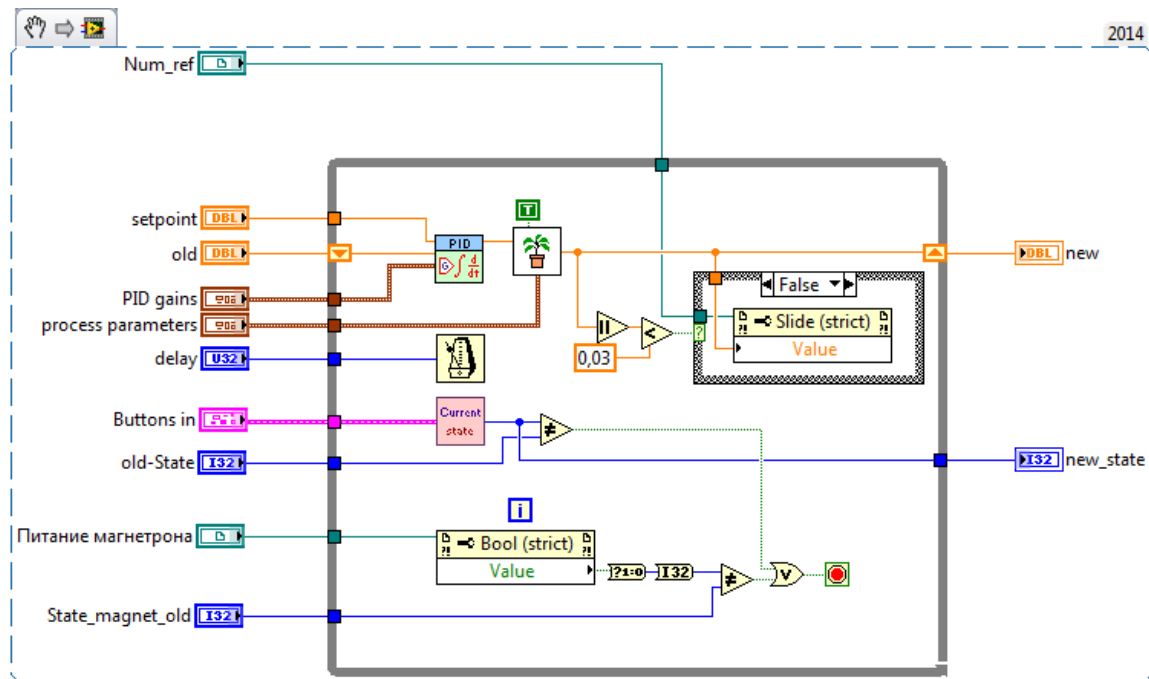 2014
Num_ref
setpoint DBL
T
old DBL
PID
DBL new
G ∫ d/dt
False
PID gains
process parameters
Slide (strict)
Value
delay U32
0,03
<
?
Buttons in
Current
state
≠
old-State I32
I32 new_state
i
Питание магнетрона
Bool (strict)
Value
?1:0 I32
≠
V
State_magnet_old I32